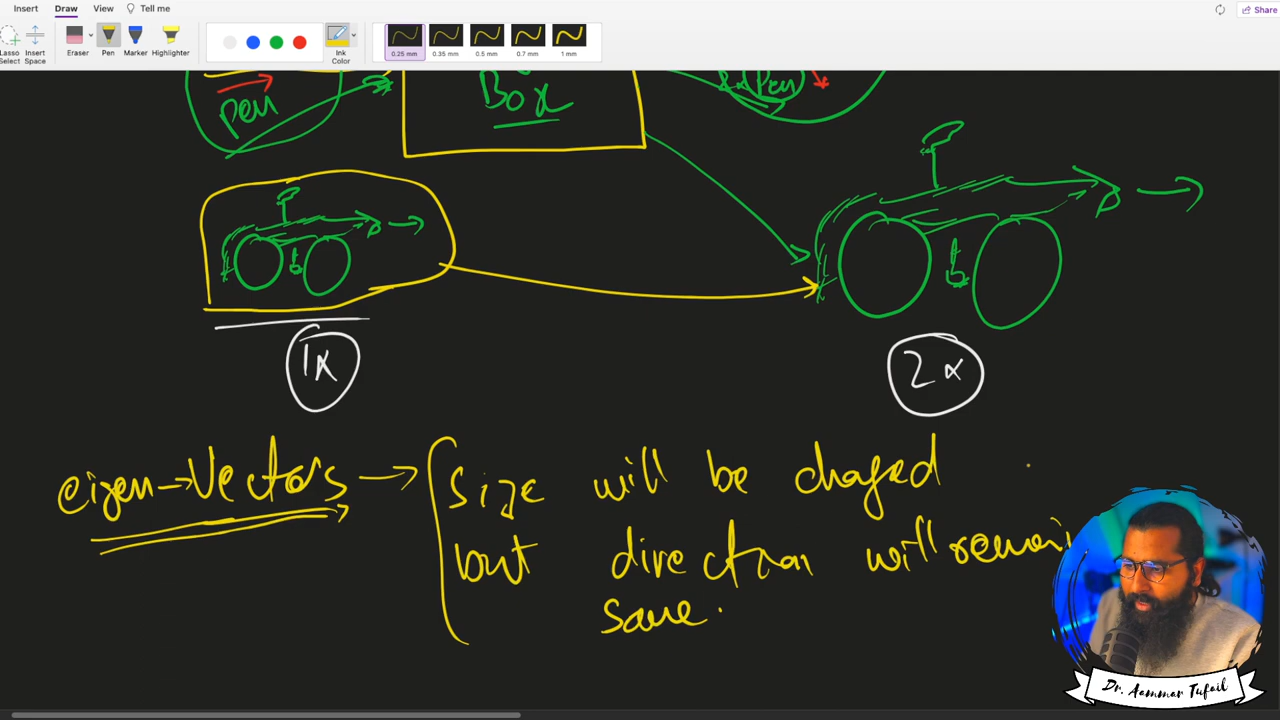 Insert Draw View Tell me
Share
Lasso Select Insert Space Eraser Pen Marker Highlighter Ink Color 0.25 mm 0.35 mm 0.5 mm 0.7 mm 1 mm
Pen
Box
(Pen)
1x
2x
eigen→Vectors → size will be chaged
but direction will remai
same.
Dr. Aammar Tufail